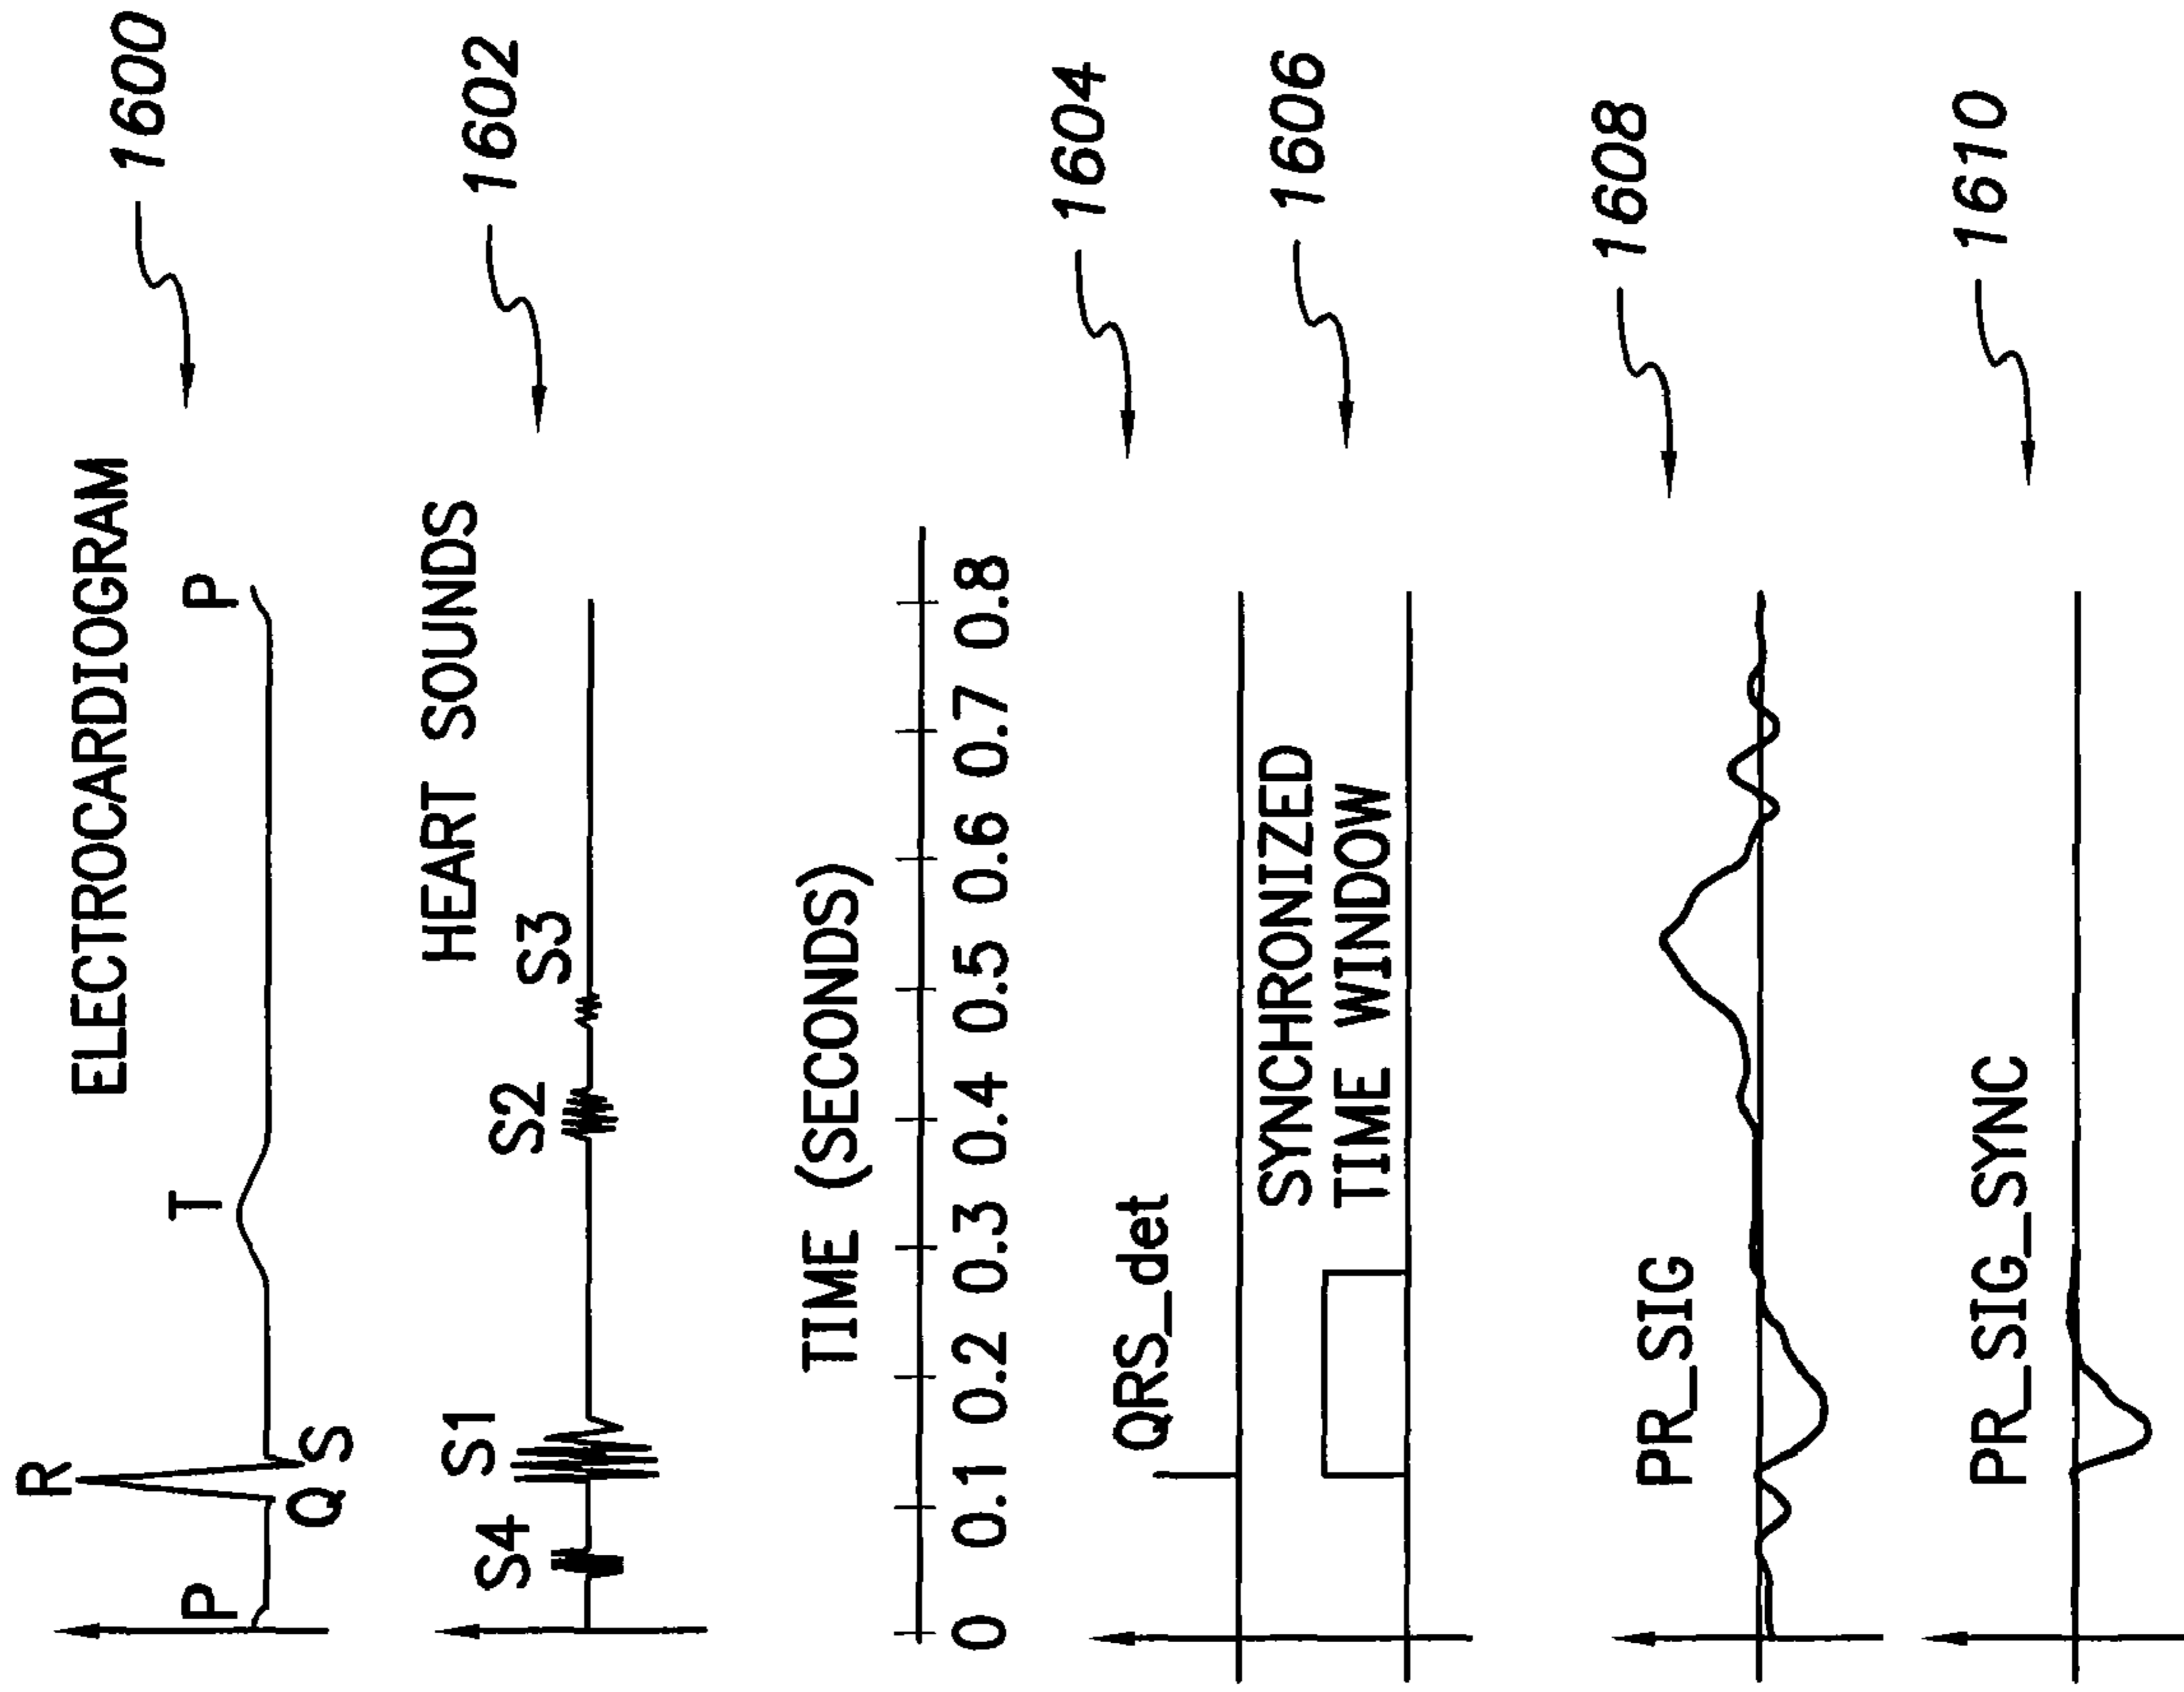 ELECTROCARDIOGRAM
1600
P
R
Q
S
T
P
HEART SOUNDS
1602
S4
S1
S2
S3
TIME (SECONDS)
0 0.1 0.2 0.3 0.4 0.5 0.6 0.7 0.8
QRS_det
1604
SYNCHRONIZED
TIME WINDOW
1606
PR_SIG
1608
PR_SIG_SYNC
1610